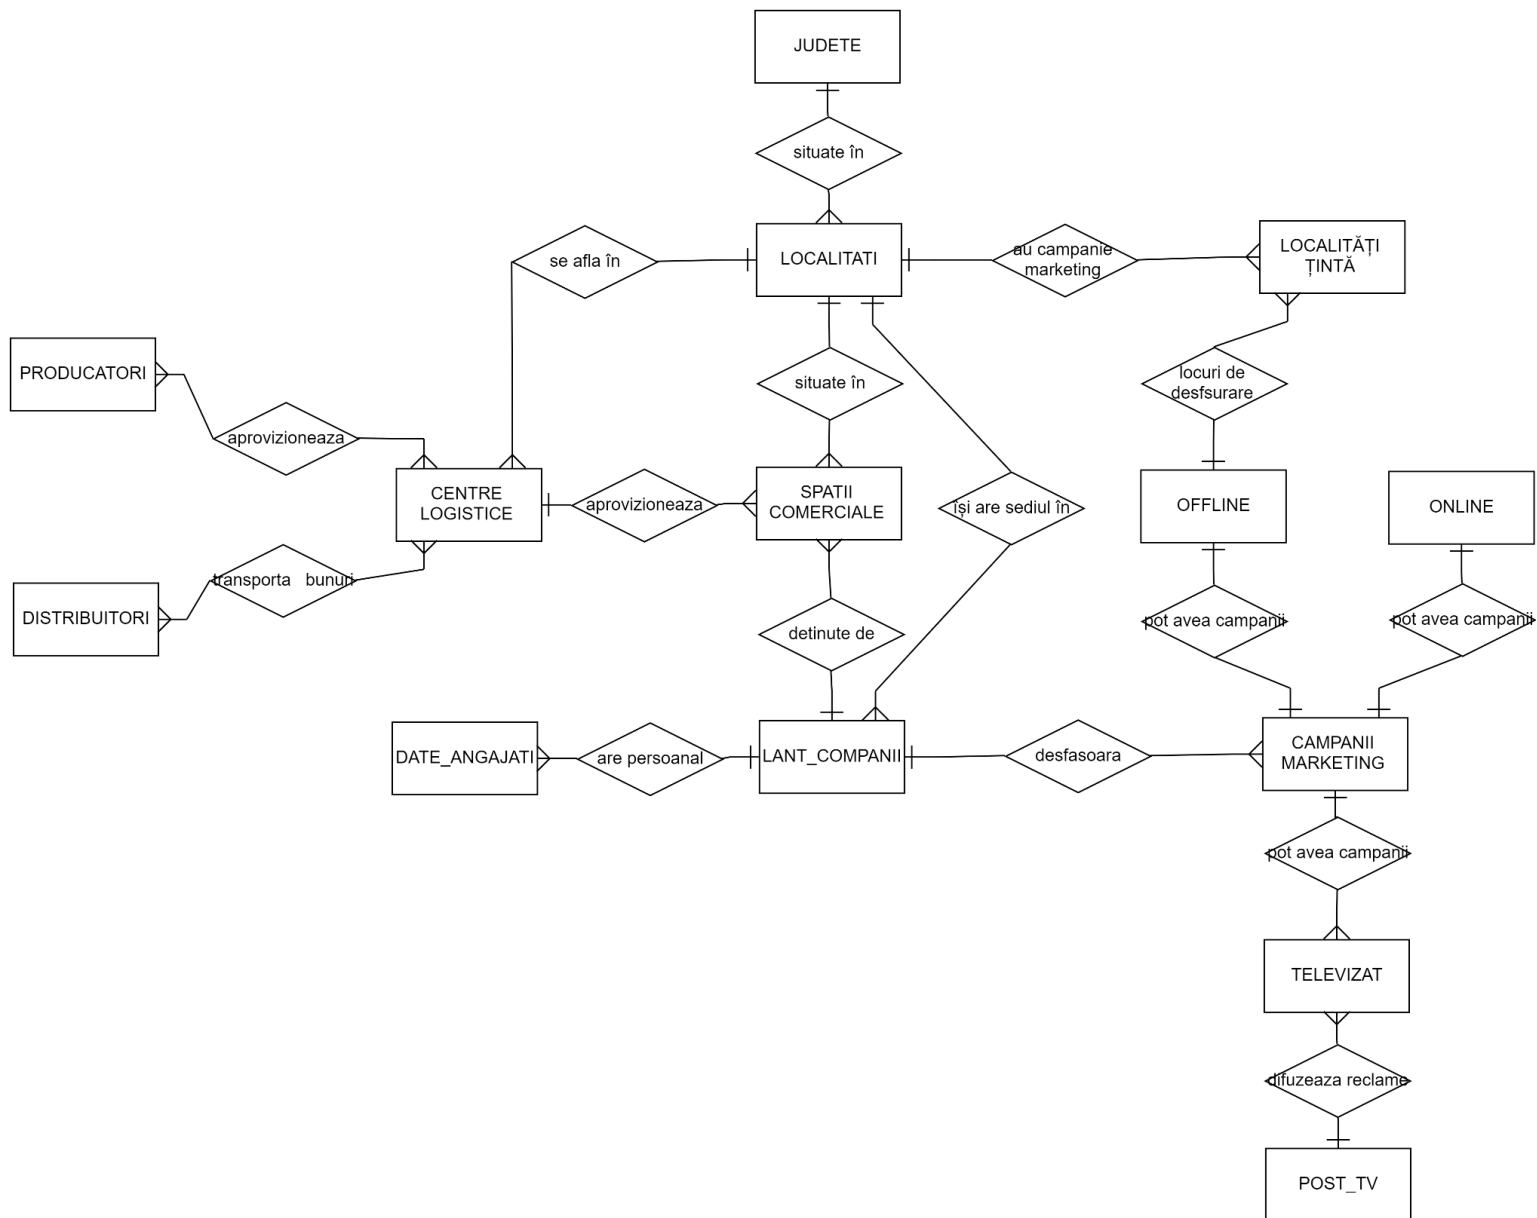 JUDETE
situate în
se afla în
LOCALITATI
au campanie
marketing
LOCALITĂȚI
ȚINTĂ
PRODUCATORI
situate în
locuri de
desfsurare
aprovizioneaza
CENTRE
LOGISTICE
aprovizioneaza
SPATII
COMERCIALE
își are sediul în
OFFLINE
ONLINE
transporta bunuri
DISTRIBUITORI
detinute de
pot avea campanii
pot avea campanii
DATE_ANGAJATI
are persoanal
LANT_COMPANII
desfasoara
CAMPANII
MARKETING
pot avea campanii
TELEVIZAT
difuzeaza reclame
POST_TV